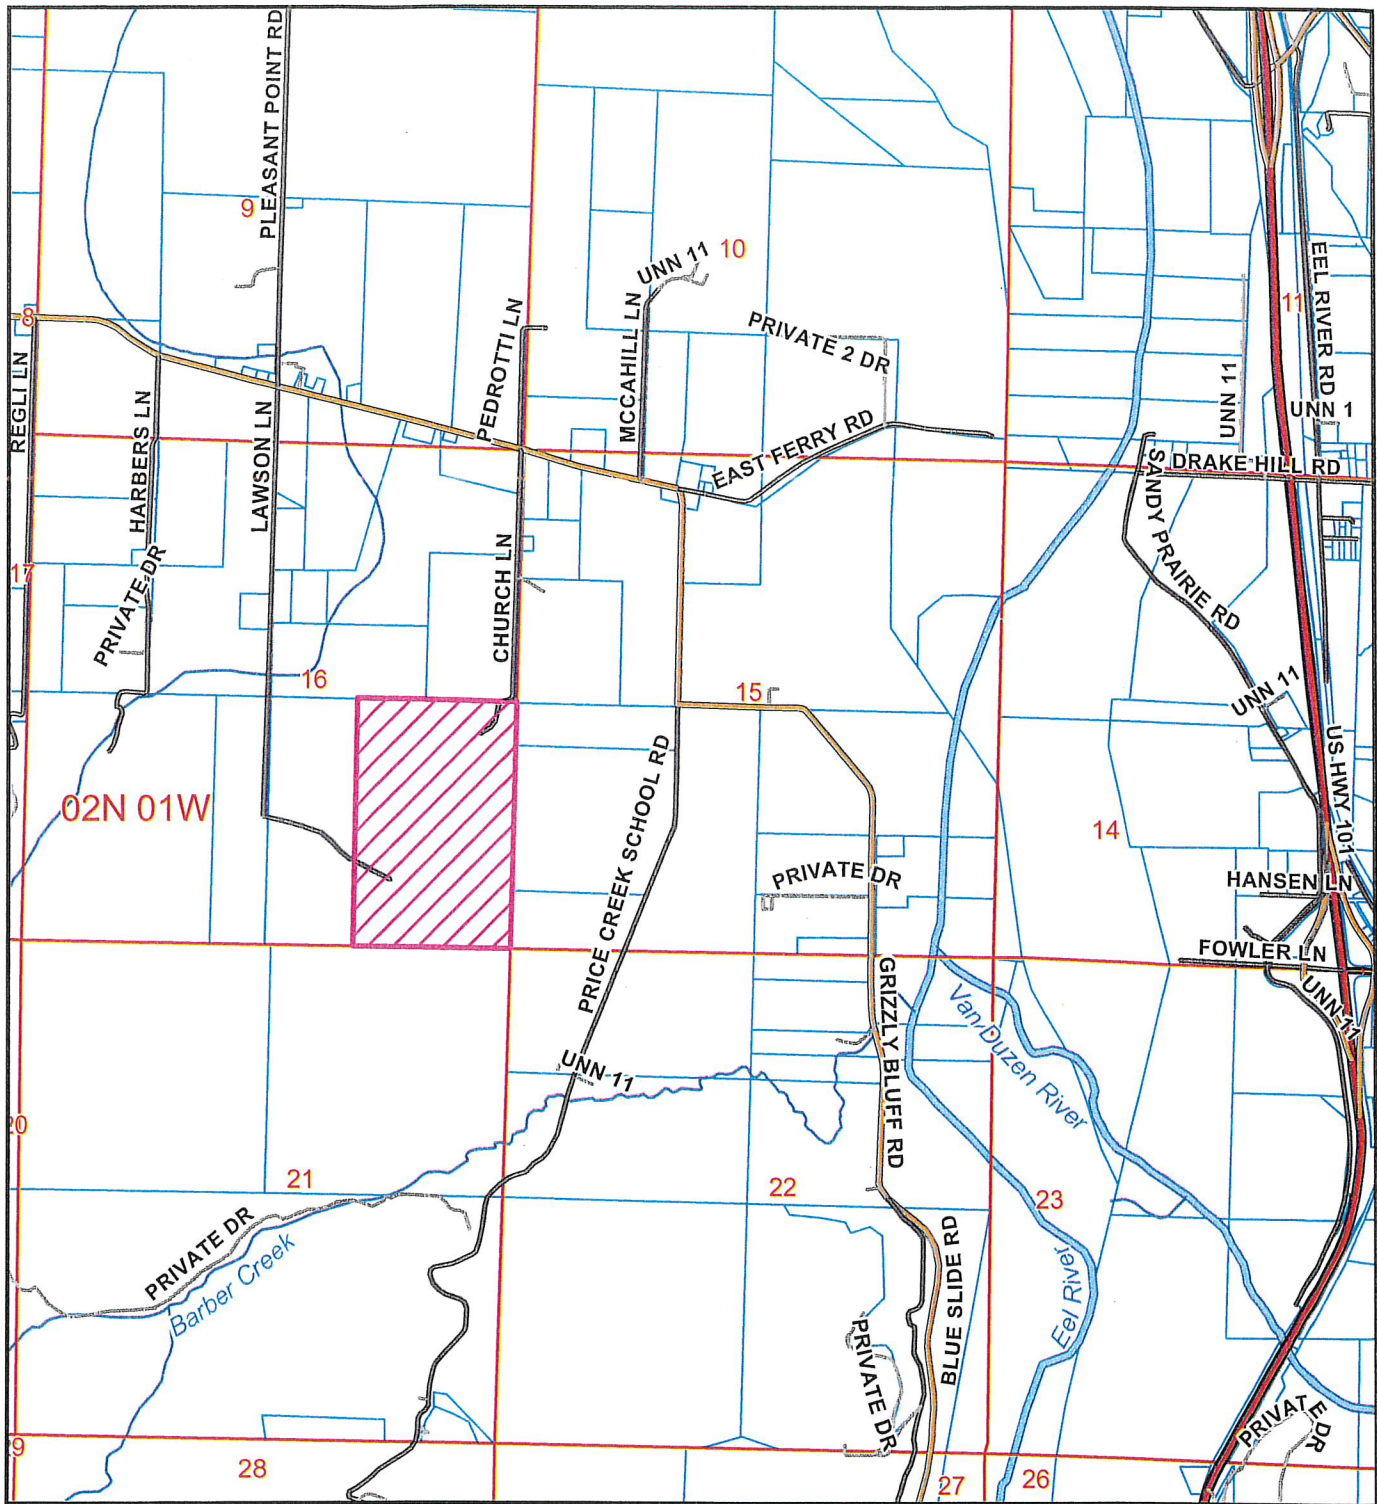 PLEASANT POINT RD
9
10
UNN 11
MCCAHILL LN
PEDROTTI LN
PRIVATE 2 DR
11
EEL RIVER RD
8
REGLI LN
HARBERS LN
LAWSON LN
UNN 11
UNN 1
EAST FERRY RD
DRAKE HILL RD
SANDY PRAIRIE RD
17
PRIVATE DR
CHURCH LN
16
15
UNN 11
US HWY 101
02N 01W
PRICE CREEK SCHOOL RD
14
PRIVATE DR
HANSEN LN
FOWLER LN
UNN 11
GRIZZLY BLUFF RD
Van Duzen River
UNN 11
20
21
22
23
PRIVATE DR
Barber Creek
BLUE SLIDE RD
Eel River
PRIVATE DR
PRIVATE DR
9
28
27
26